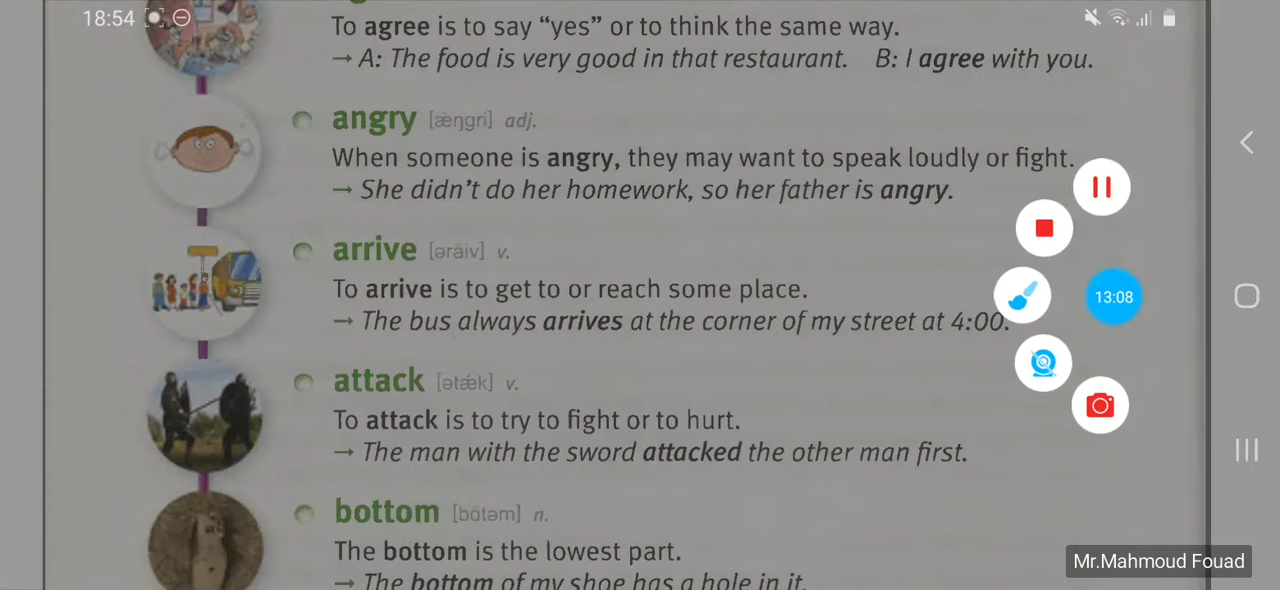 18:54
To agree is to say “yes” or to think the same way.
→ A: The food is very good in that restaurant. B: I agree with you.
angry [ǽŋgri] adj.
When someone is angry, they may want to speak loudly or fight.
→ She didn't do her homework, so her father is angry.
arrive [əráiv] v.
To arrive is to get to or reach some place.
→ The bus always arrives at the corner of my street at 4:00.
13:08
attack [ətǽk] v.
To attack is to try to fight or to hurt.
→ The man with the sword attacked the other man first.
bottom [bátəm] n.
The bottom is the lowest part.
→ The bottom of my shoe has a hole in it.
Mr.Mahmoud Fouad